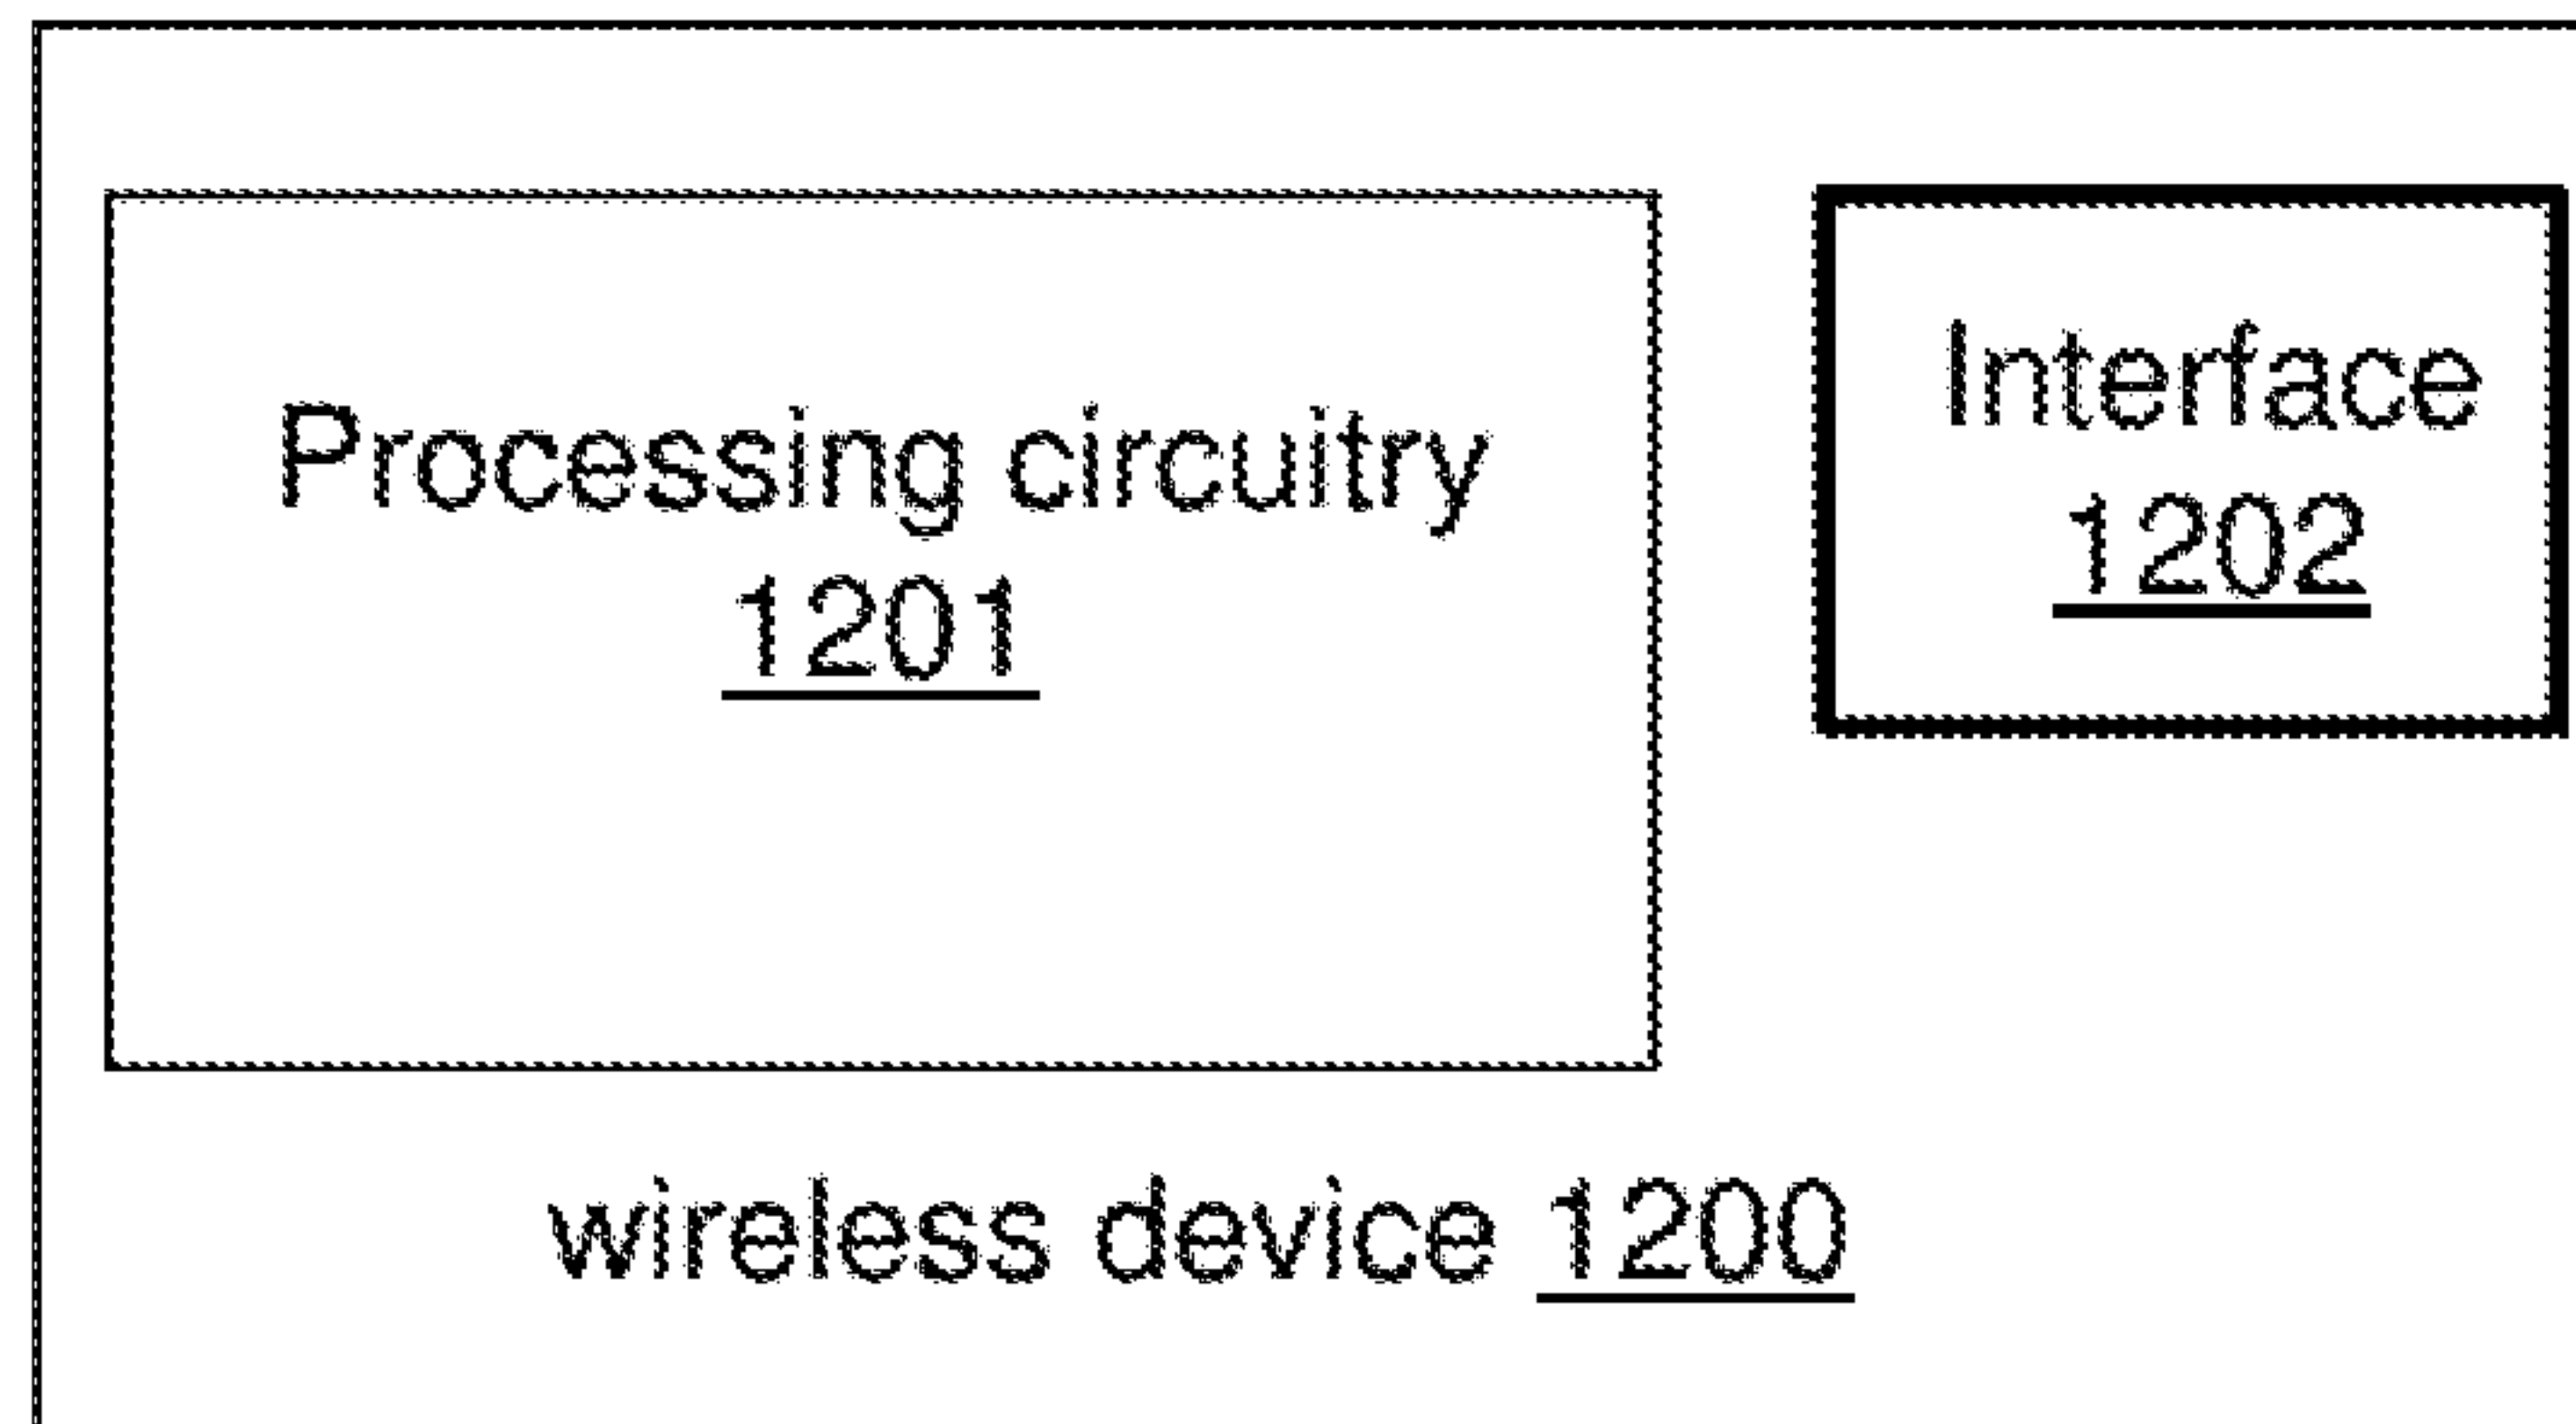 Processing circuitry
1201
Interface
1202
wireless device 1200